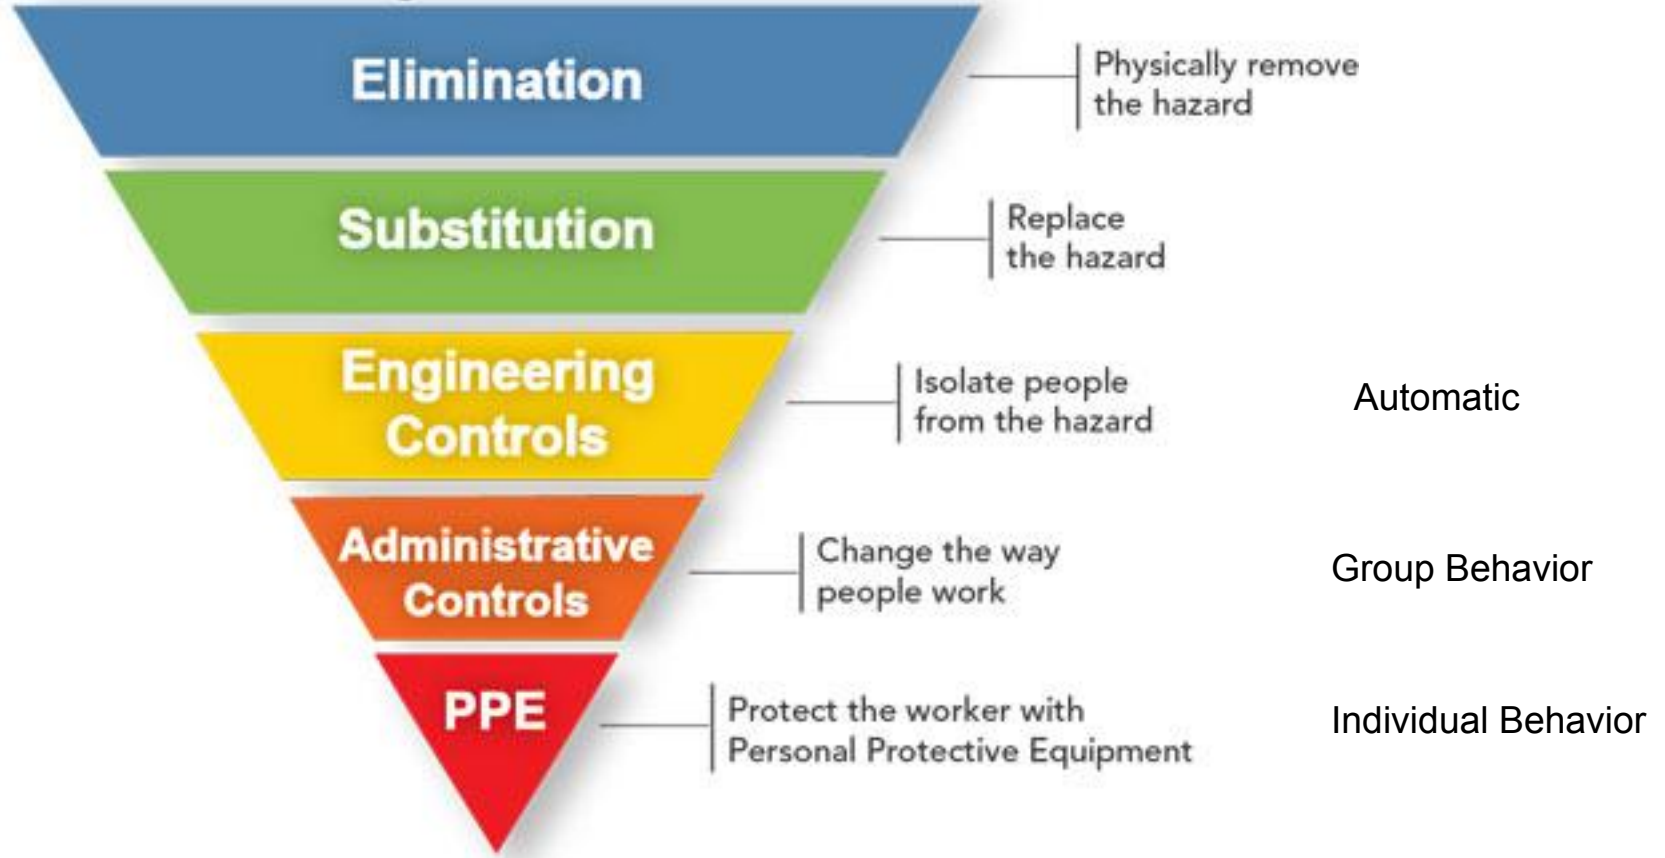 Elimination
Physically remove
the hazard
Substitution
Replace
the hazard
Engineering
Controls
Isolate people
from the hazard
Automatic
Administrative
Controls
Change the way
people work
Group Behavior
PPE
Protect the worker with
Personal Protective Equipment
Individual Behavior